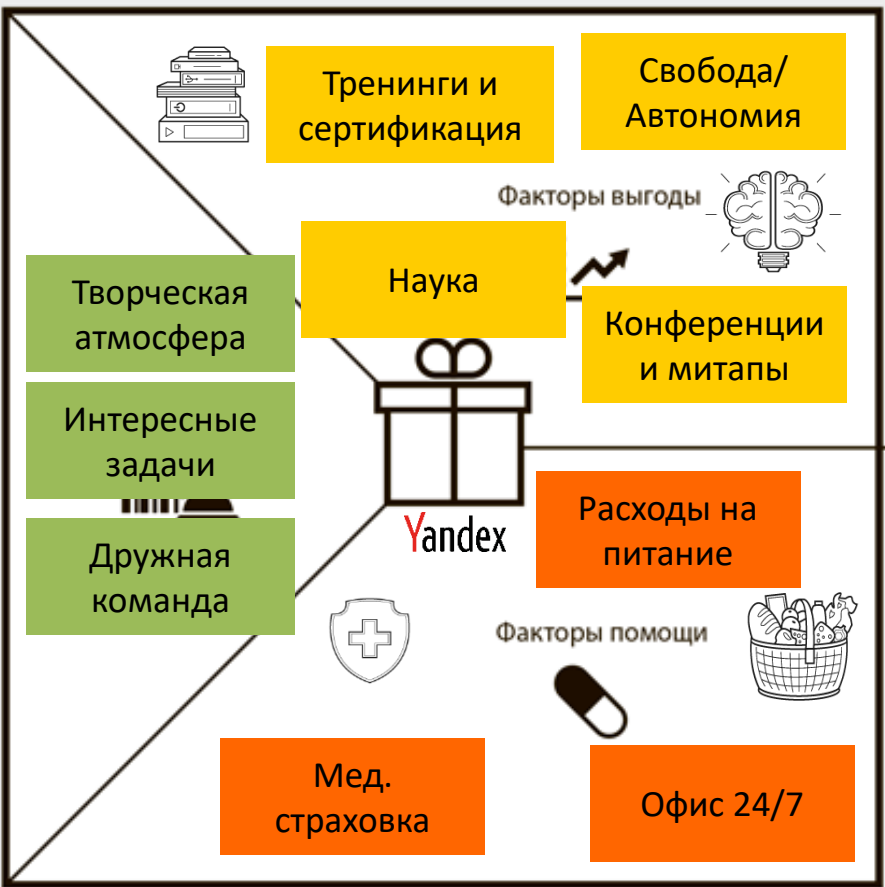 Тренинги и
сертификация
Свобода/
Автономия
Факторы выгоды
Наука
Конференции
и митапы
Творческая
атмосфера
Интересные
задачи
Дружная
команда
Yandex
Расходы на
питание
Факторы помощи
Мед.
страховка
Офис 24/7